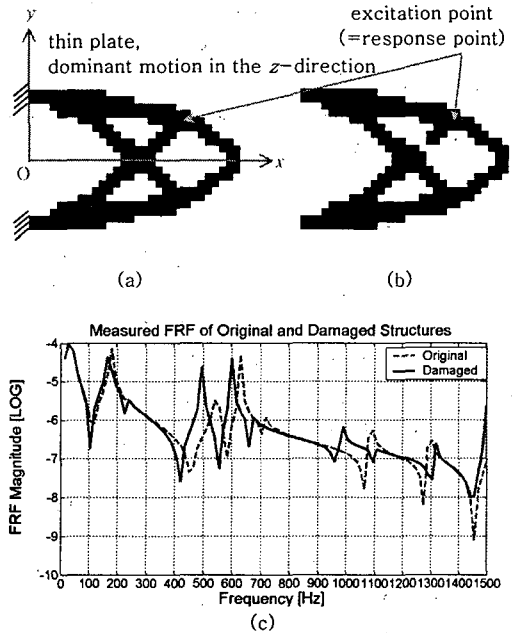 y
excitation point
thin plate,
(=response point)
dominant motion in the z-direction
O
x
(a)
(b)
Measured FRF of Original and Damaged Structures
-4
Original
Damaged
-5
-6
-7
-8
-9
-10
FRF Magnitude [LOG]
0 100 200 300 400 500 600 700 800 900 1000 1100 1200 1300 1400 1500
Frequency [Hz]
(c)